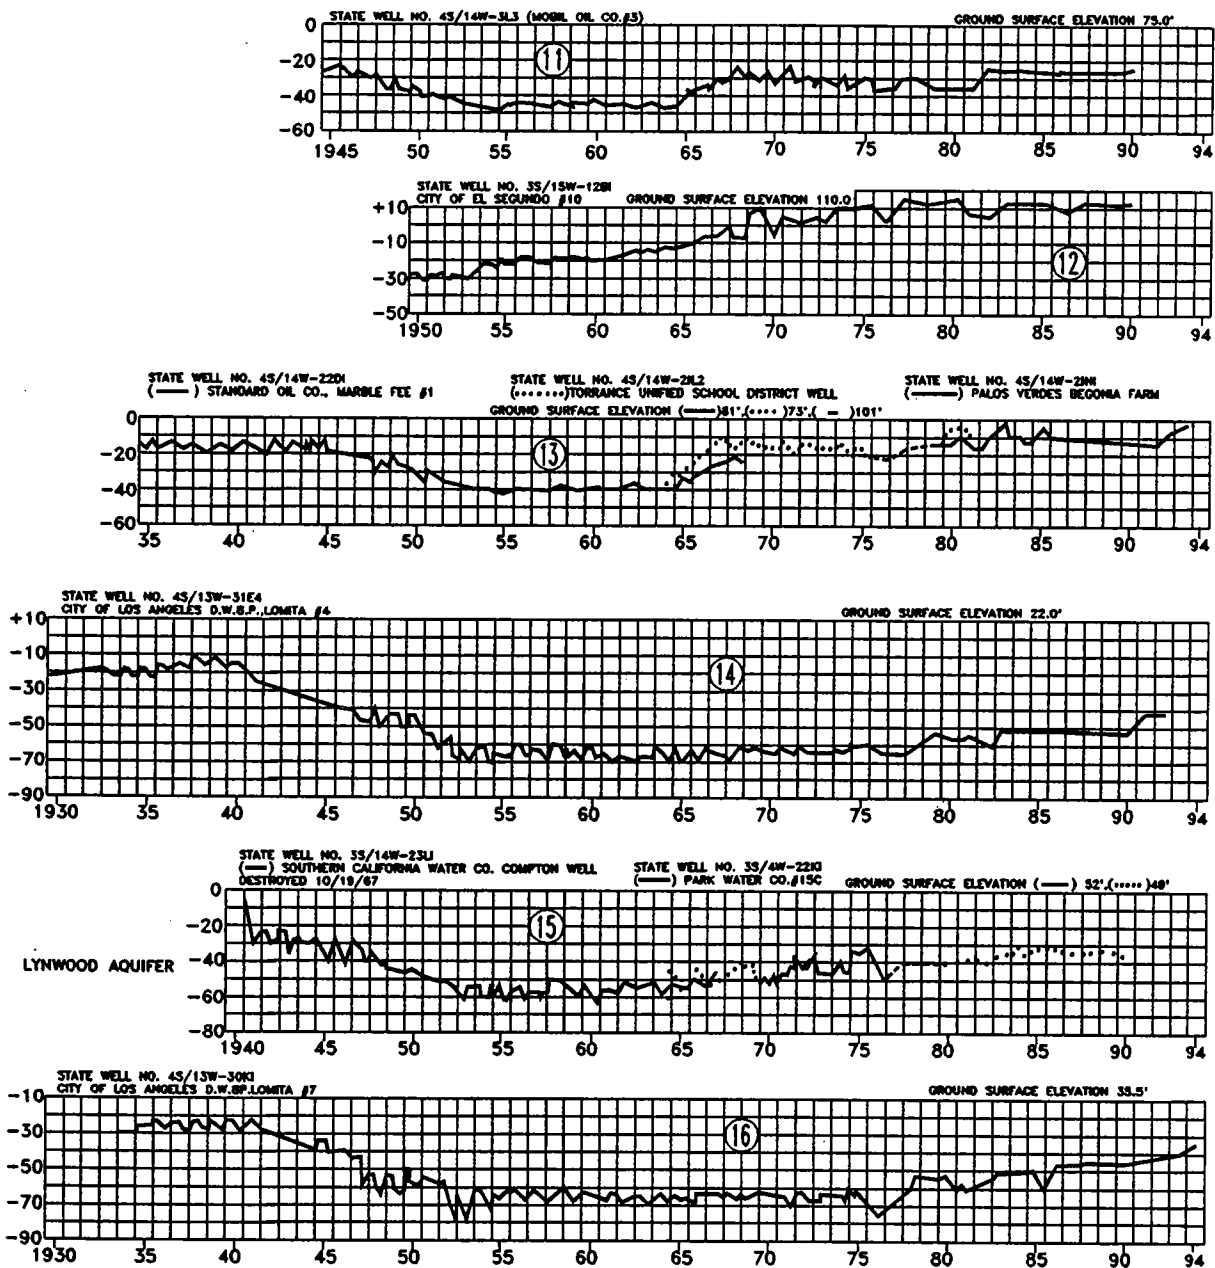 STATE WELL NO. 4S/14W-3L3 (MOBIL OIL CO.#3) GROUND SURFACE ELEVATION 75.0'
0
-20
-40
-60
11
1945 50 55 60 65 70 75 80 85 90 94
STATE WELL NO. 3S/15W-12B1
CITY OF EL SEGUNDO #10 GROUND SURFACE ELEVATION 110.0
+10
-10
-30
-50
12
1950 55 60 65 70 75 80 85 90 94
STATE WELL NO. 4S/14W-22D1 STATE WELL NO. 4S/14W-21L2 STATE WELL NO. 4S/14W-21N1
(——) STANDARD OIL CO., MARBLE FEE #1 (·······)TORRANCE UNIFIED SCHOOL DISTRICT WELL (——) PALOS VERDES BEGONIA FARM
GROUND SURFACE ELEVATION (——)81',(····)73',( — )101'
0
-20
-40
-60
13
35 40 45 50 55 60 65 70 75 80 85 90 94
STATE WELL NO. 4S/13W-31E4
CITY OF LOS ANGELES D.W.&P.,LOMITA #4 GROUND SURFACE ELEVATION 22.0'
+10
-10
-30
-50
-70
-90
14
1930 35 40 45 50 55 60 65 70 75 80 85 90 94
STATE WELL NO. 3S/14W-23L1 STATE WELL NO. 3S/4W-22K1
(——) SOUTHERN CALIFORNIA WATER CO. COMPTON WELL (——) PARK WATER CO.#15C
DESTROYED 10/19/67 GROUND SURFACE ELEVATION (——) 52',(·····)49'
0
-20
-40
-60
-80
LYNWOOD AQUIFER
15
1940 45 50 55 60 65 70 75 80 85 90 94
STATE WELL NO. 4S/13W-30K1
CITY OF LOS ANGELES D.W.&P.LOMITA #7 GROUND SURFACE ELEVATION 35.5'
-10
-30
-50
-70
-90
16
1930 35 40 45 50 55 60 65 70 75 80 85 90 94